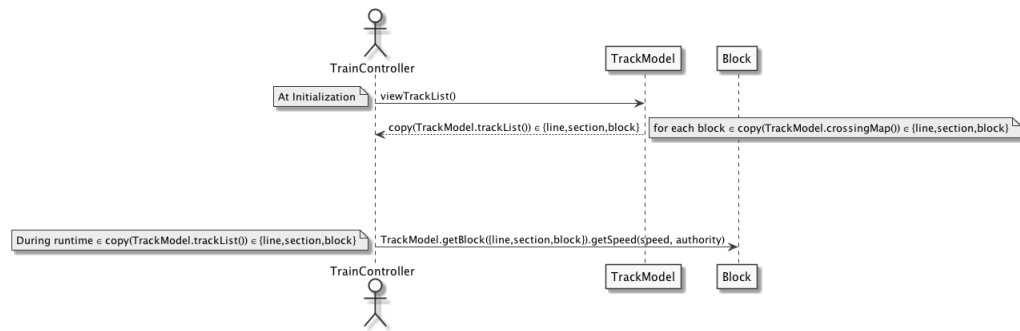 TrainController
TrackModel
Block
At Initialization
viewTrackList()
copy(TrackModel.trackList()) ∈ {line,section,block}
for each block ∈ copy(TrackModel.crossingMap()) ∈ {line,section,block}
During runtime ∈ copy(TrackModel.trackList()) ∈ {line,section,block}
TrackModel.getBlock({line,section,block}).getSpeed(speed, authority)
TrainController
TrackModel
Block